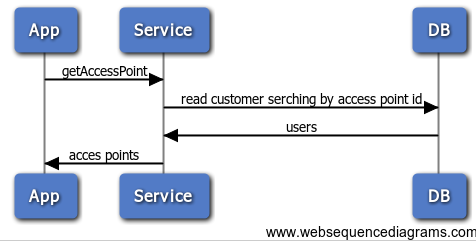 App Service DB
getAccessPoint
read customer serching by access point id
users
acces points
App Service DB
www.websequencediagrams.com